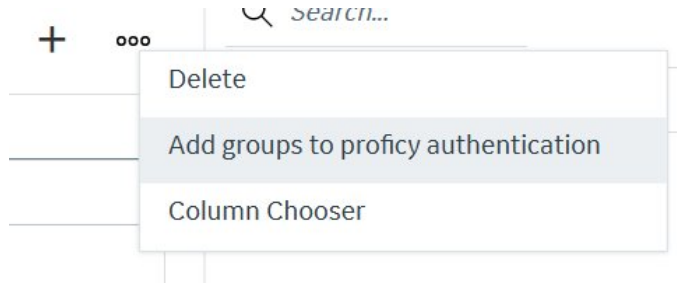 Search...
Delete
Add groups to proficy authentication
Column Chooser